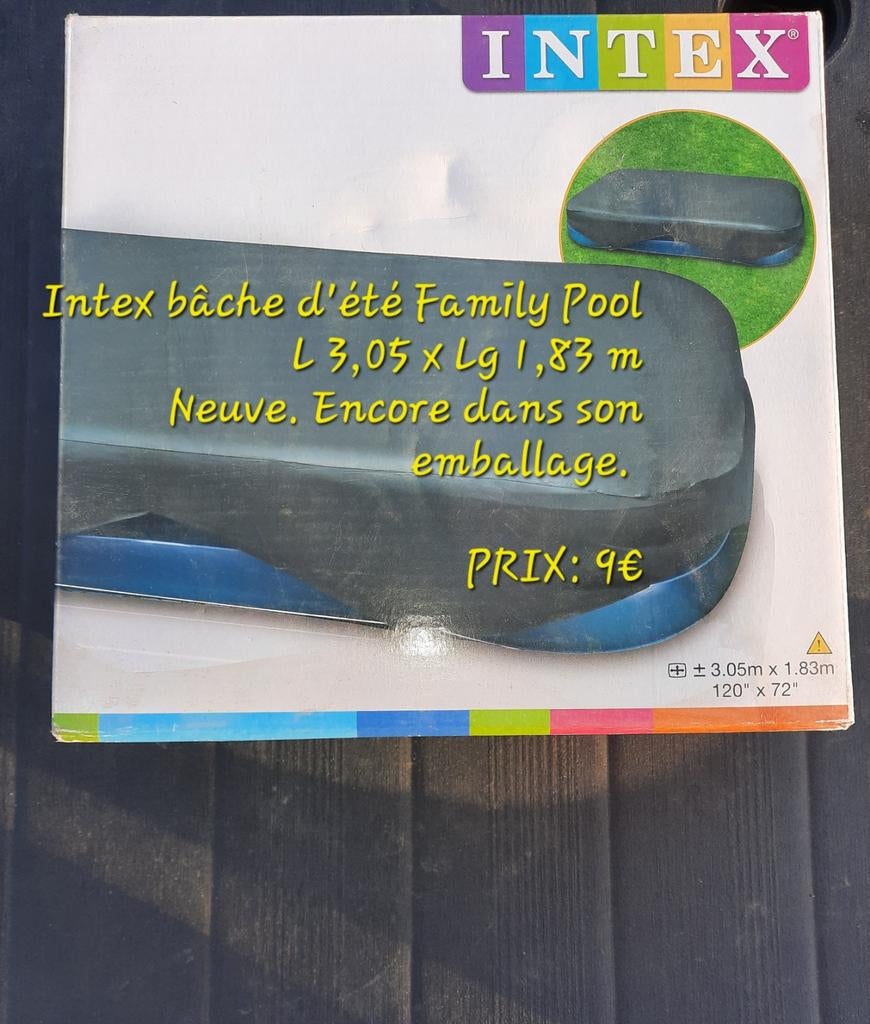 INTEX®
Intex bâche d'été Family Pool
L 3,05 x Lg 1,83 m
Neuve. Encore dans son
emballage.
PRIX: 9€
± 3.05m x 1.83m
120" x 72"